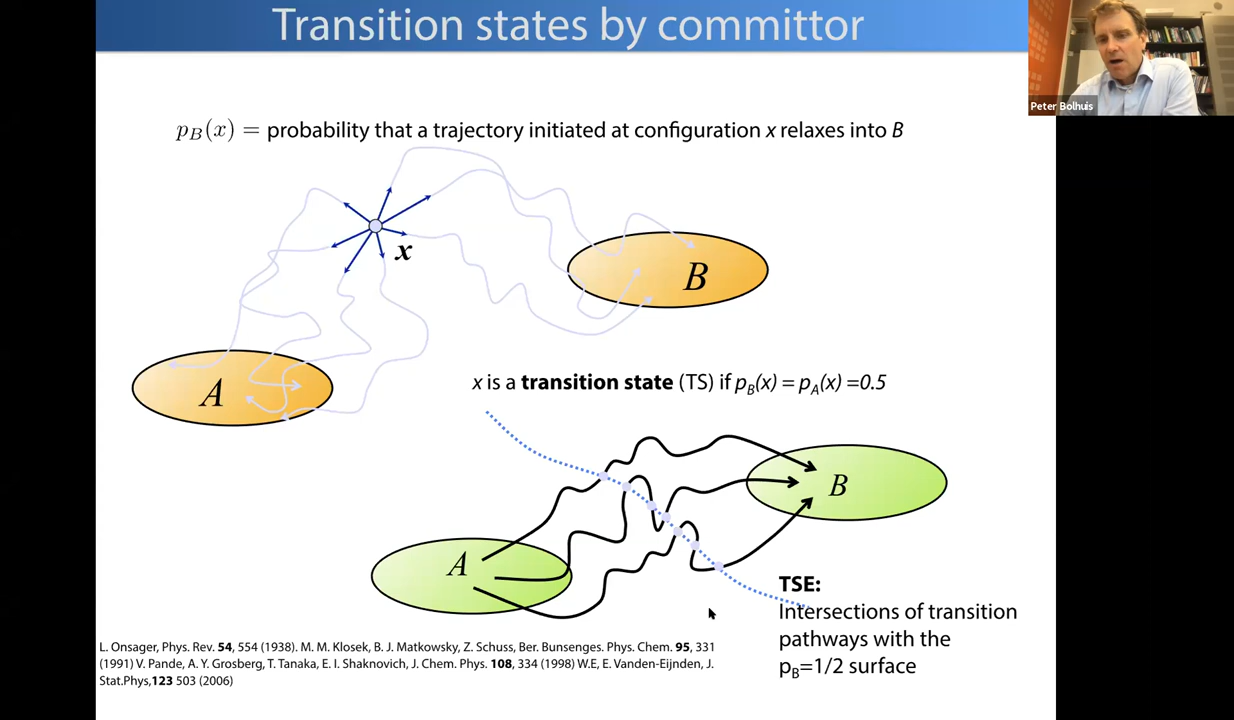 Transition states by committor
Peter Bolhuis
p_B(x) = probability that a trajectory initiated at configuration x relaxes into B
x
B
A
x is a transition state (TS) if p_B(x) = p_A(x) =0.5
B
A
TSE:
Intersections of transition
pathways with the
p_B=1/2 surface
L. Onsager, Phys. Rev. 54, 554 (1938). M. M. Klosek, B. J. Matkowsky, Z. Schuss, Ber. Bunsenges. Phys. Chem. 95, 331
(1991) V. Pande, A. Y. Grosberg, T. Tanaka, E. I. Shaknovich, J. Chem. Phys. 108, 334 (1998) W.E, E. Vanden-Eijnden, J.
Stat.Phys,123 503 (2006)